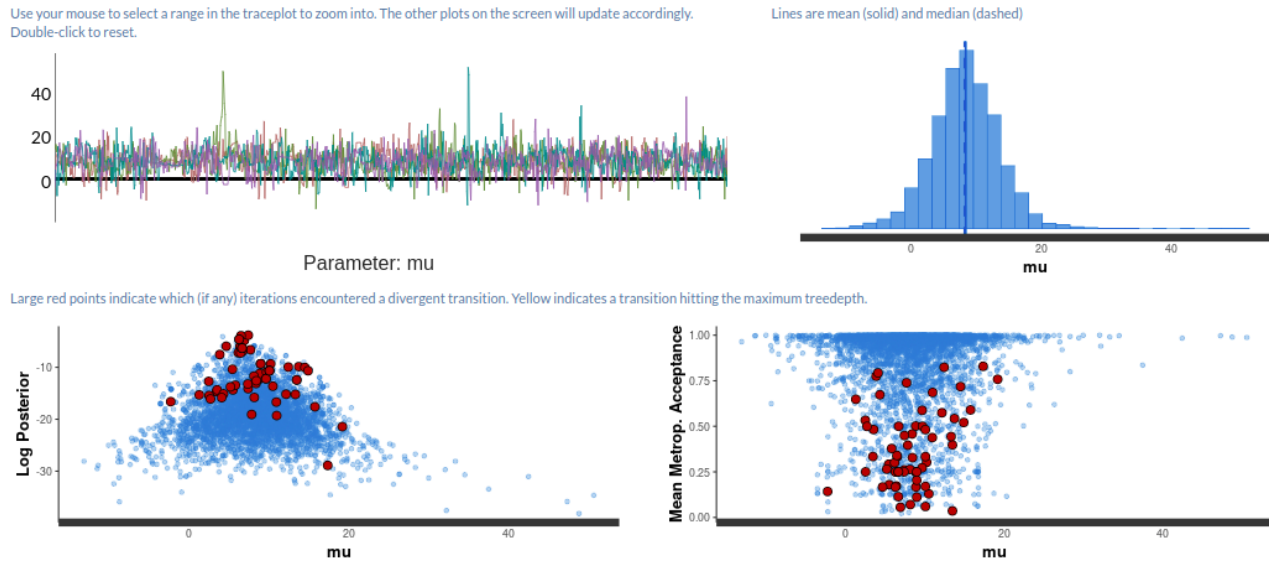 Use your mouse to select a range in the traceplot to zoom into. The other plots on the screen will update accordingly.
Double-click to reset.
Lines are mean (solid) and median (dashed)
40
20
0
0
20
40
mu
Parameter: mu
Large red points indicate which (if any) iterations encountered a divergent transition. Yellow indicates a transition hitting the maximum treedepth.
Log Posterior
-10
-20
-30
0
20
40
mu
Mean Metrop. Acceptance
1.00
0.75
0.50
0.25
0.00
0
20
40
mu